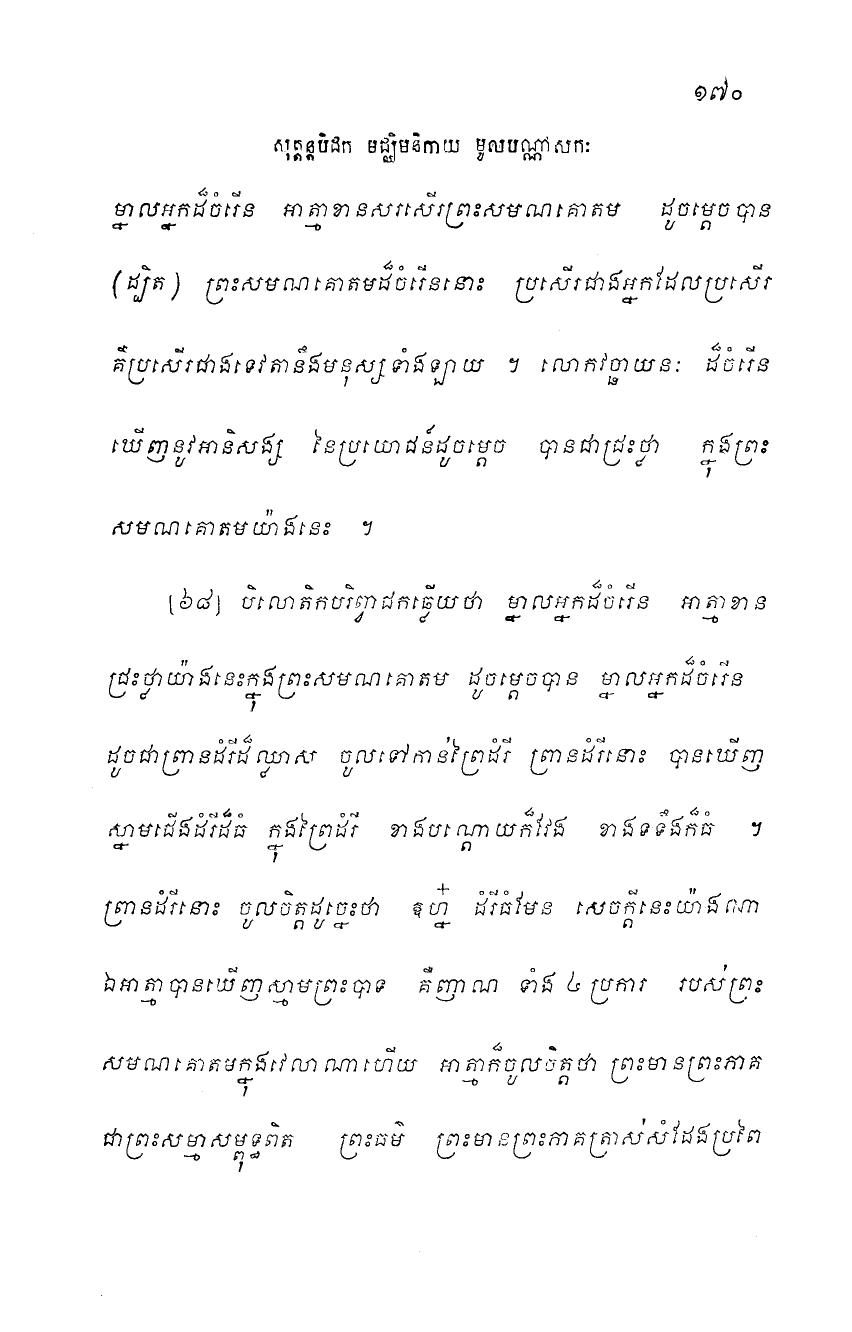 ១៧០
សុត្តន្តបិដក មជ្ឈិមនិកាយ មូលបណ្ណាសកៈ
ម្នាលអ្នកដ៏ចំរើន អាត្មាខានសរសើរព្រះសមណគោតម ដូចម្តេចបាន
(ដ្បិត) ព្រះសមណគោតមដ៏ចំរើននោះ ប្រសើរជាងអ្នកដែលប្រសើរ
គឺប្រសើរជាងទេវតានឹងមនុស្សទាំងឡាយ ។ លោកវច្ឆាយនៈ ដ៏ចំរើន
ឃើញនូវអានិសង្ស នៃប្រយោជន៍ដូចម្តេច បានជាជ្រះថ្លា ក្នុងព្រះ
សមណគោតមយ៉ាងនេះ ។
[៦៨] បិលោតិកបរិព្វាជកឆ្លើយថា ម្នាលអ្នកដ៏ចំរើន អាត្មាខាន
ជ្រះថ្លាយ៉ាងនេះក្នុងព្រះសមណគោតម ដូចម្តេចបាន ម្នាលអ្នកដ៏ចំរើន
ដូចជាព្រានដំរីដ៏ឈ្លាស ចូលទៅកាន់ព្រៃដំរី ព្រានដំរីនោះ បានឃើញ
ស្នាមជើងដំរីដ៏ធំ ក្នុងព្រៃដំរី ខាងបណ្តោយក៏វែង ខាងទទឹងក៏ធំ ។
ព្រានដំរីនោះ ចូលចិត្តដូច្នេះថា ឧហ្ន៎ ដំរីធំមែន សេចក្តីនេះយ៉ាងណា
ឯអាត្មាបានឃើញស្នាមព្រះបាទ គឺញាណ ទាំង ៤ ប្រការ របស់ព្រះ
សមណគោតមក្នុងវេលាណាហើយ អាត្មាក៏ចូលចិត្តថា ព្រះមានព្រះភាគ
ជាព្រះសម្មាសម្ពុទ្ធពិត ព្រះធម៌ ព្រះមានព្រះភាគត្រាស់សំដែងប្រពៃ